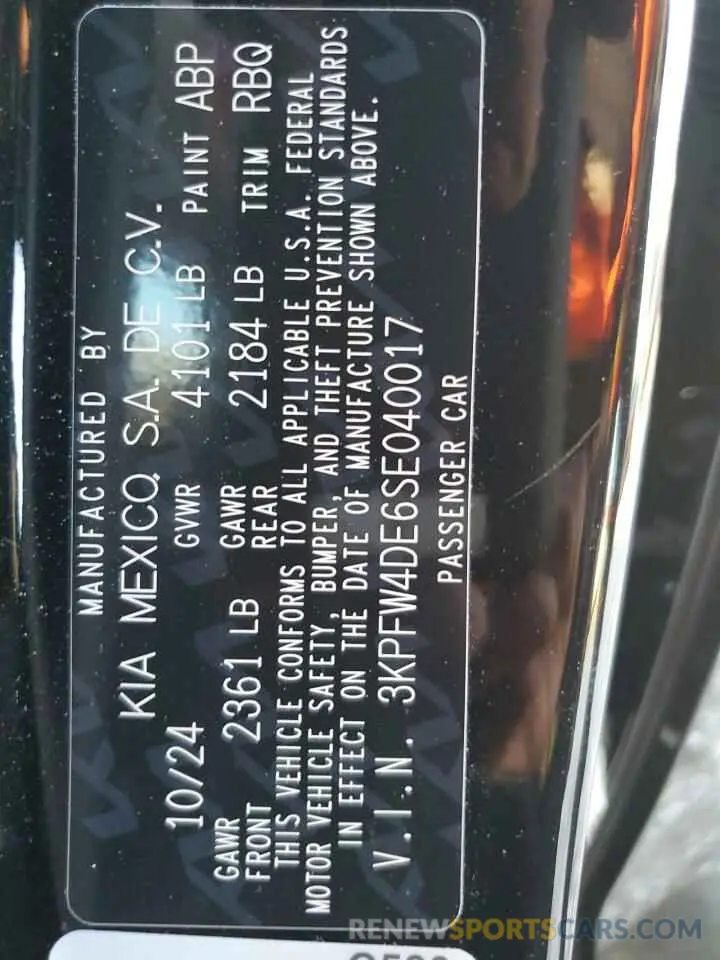 MANUFACTURED BY
KIA MEXICO, S.A. DE C.V.
10/24 GVWR 4101 LB PAINT ABP
GAWR FRONT 2361 LB GAWR REAR 2184 LB TRIM RBQ
THIS VEHICLE CONFORMS TO ALL APPLICABLE U.S.A. FEDERAL
MOTOR VEHICLE SAFETY, BUMPER, AND THEFT PREVENTION STANDARDS
IN EFFECT ON THE DATE OF MANUFACTURE SHOWN ABOVE.
V.I.N. 3KPFW4DE6SE040017
PASSENGER CAR
RENEWSPORTSCARS.COM